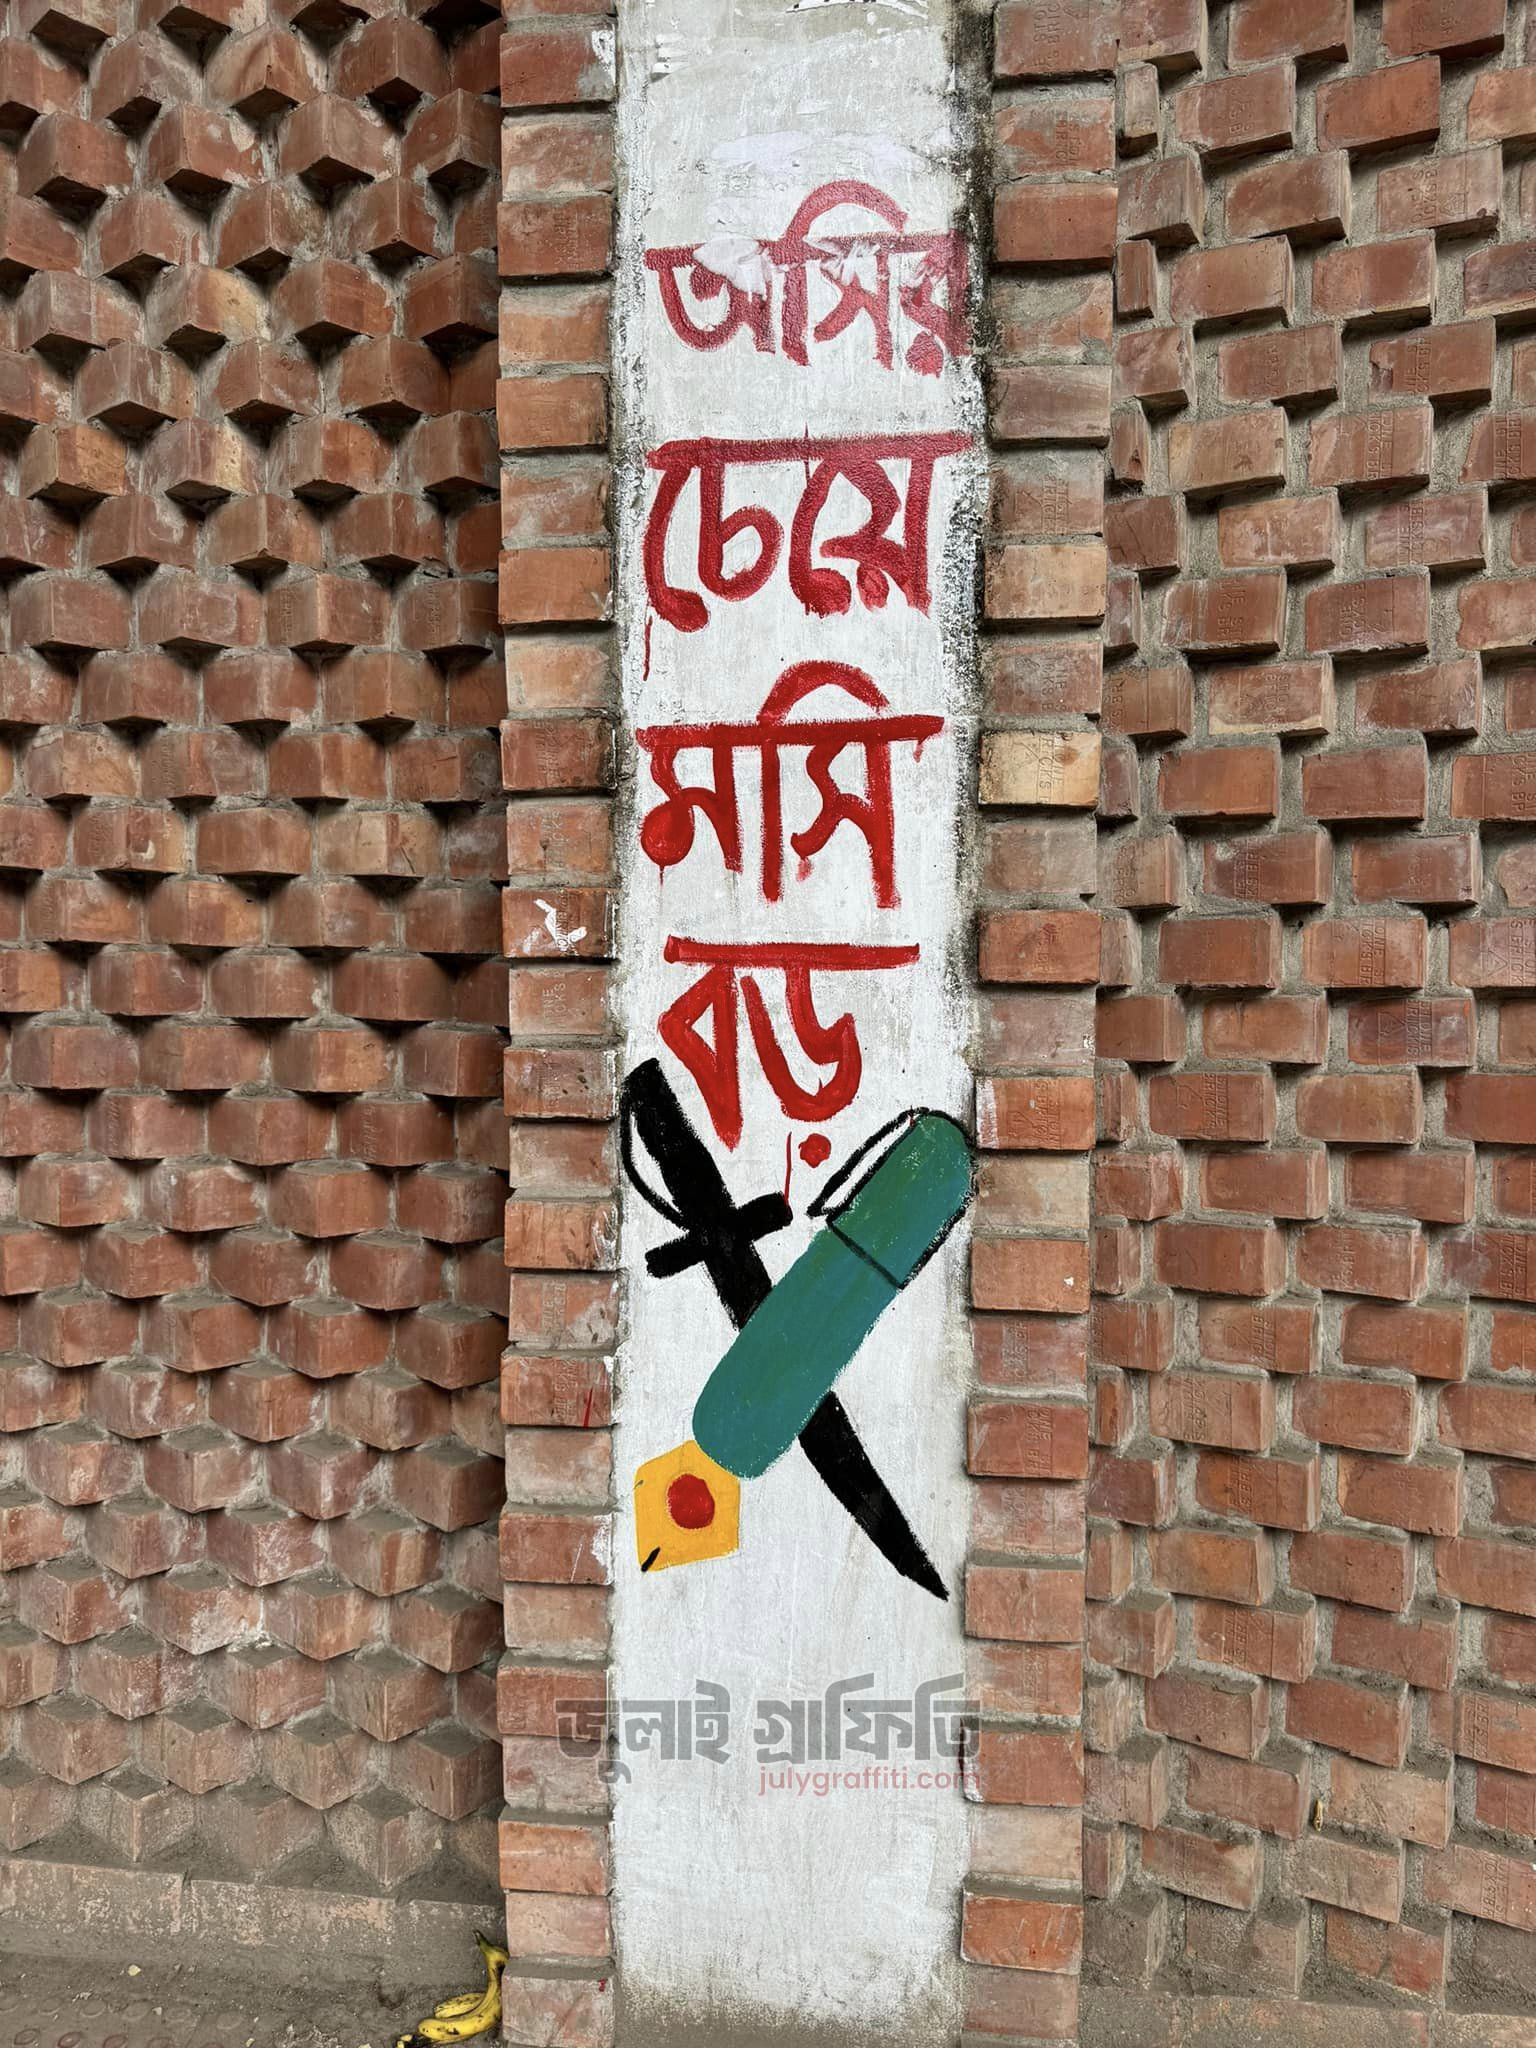 অসির
চেয়ে
মসি
বড়
জুলাই গ্রাফিতি
julygraffiti.com